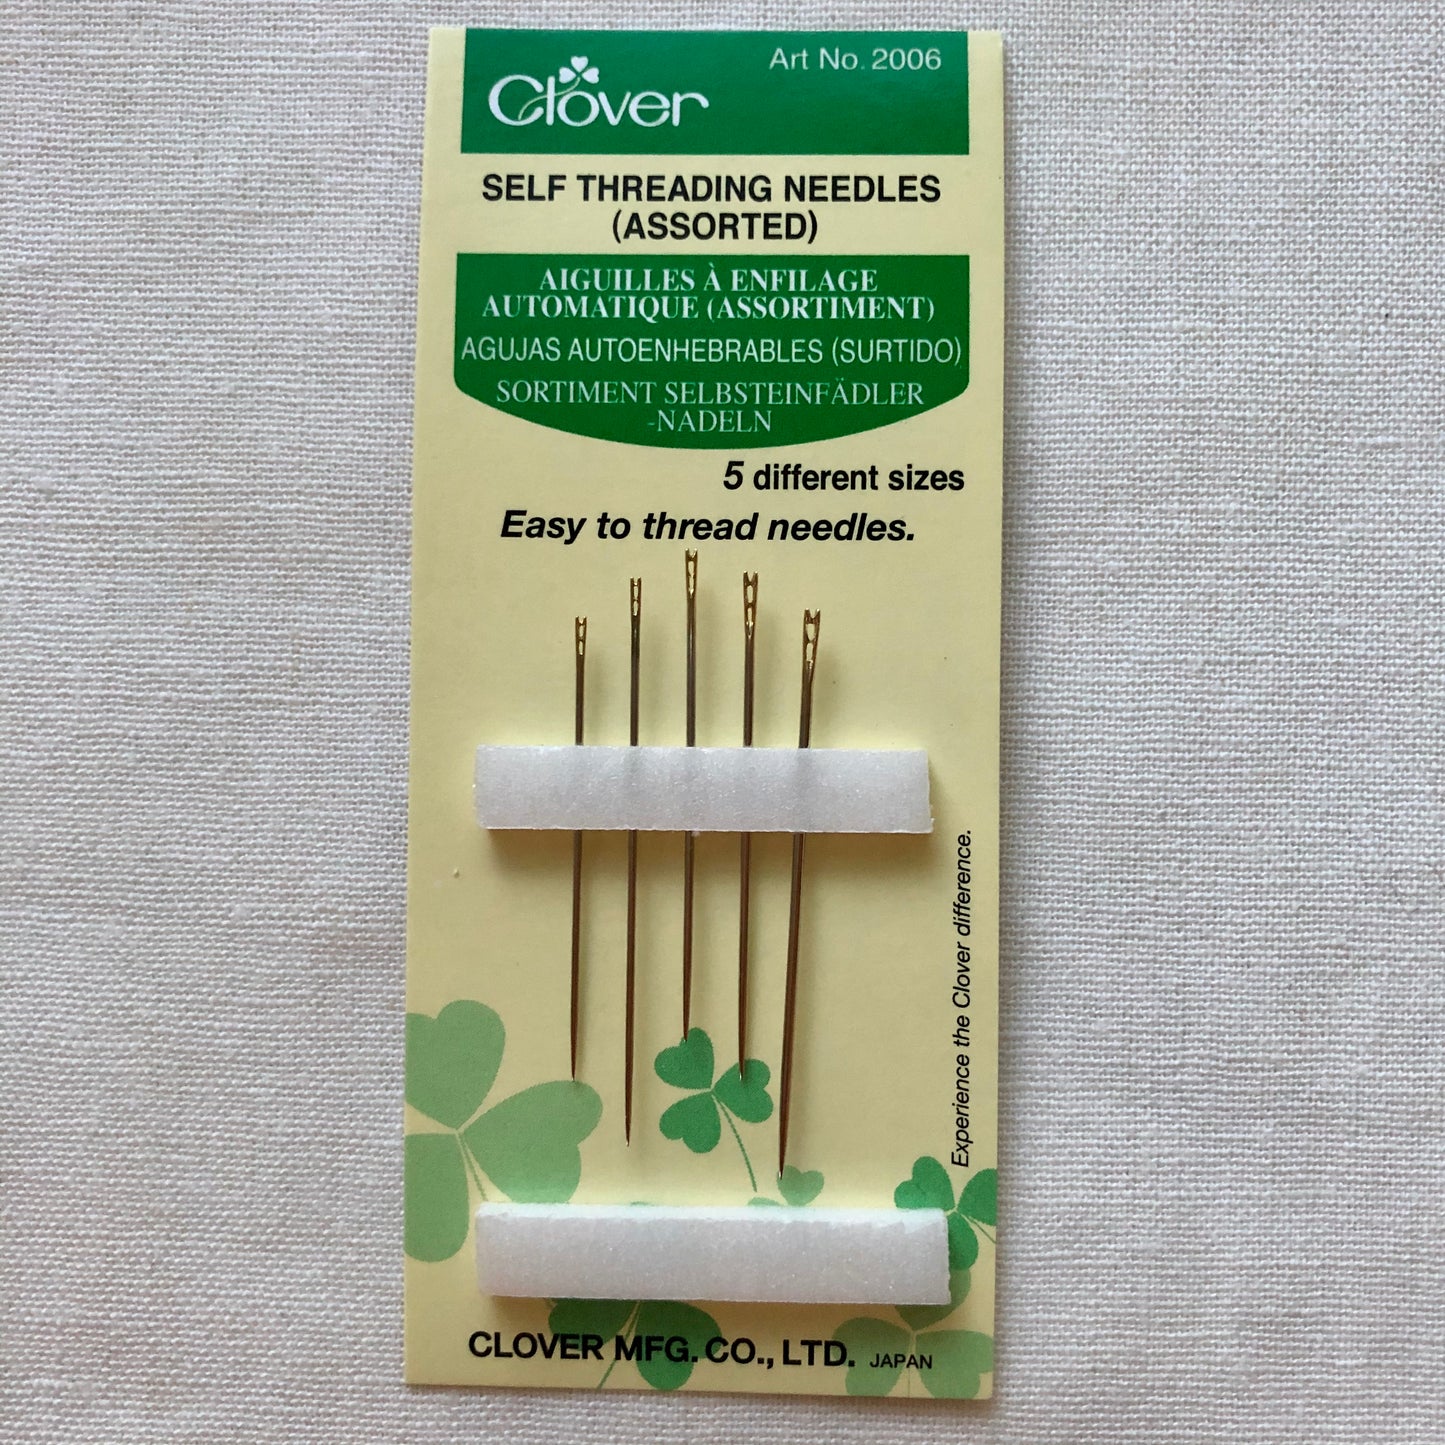 Clover
Art No. 2006
SELF THREADING NEEDLES
(ASSORTED)
AIGUILLES À ENFILAGE
AUTOMATIQUE (ASSORTIMENT)
AGUJAS AUTOENHEBRABLES (SURTIDO)
SORTIMENT SELBSTEINFÄDLER
-NADELN
5 different sizes
Easy to thread needles.
Experience the Clover difference.
CLOVER MFG. CO., LTD. JAPAN